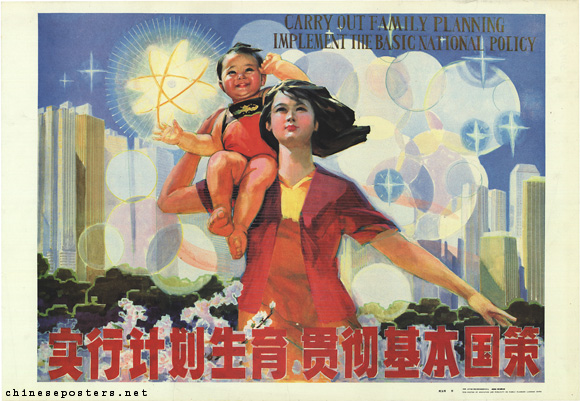 CARRY OUT FAMILY PLANNING
IMPLEMENT THE BASIC NATIONAL POLICY
实行计划生育 贯彻基本国策
chineseposters.net